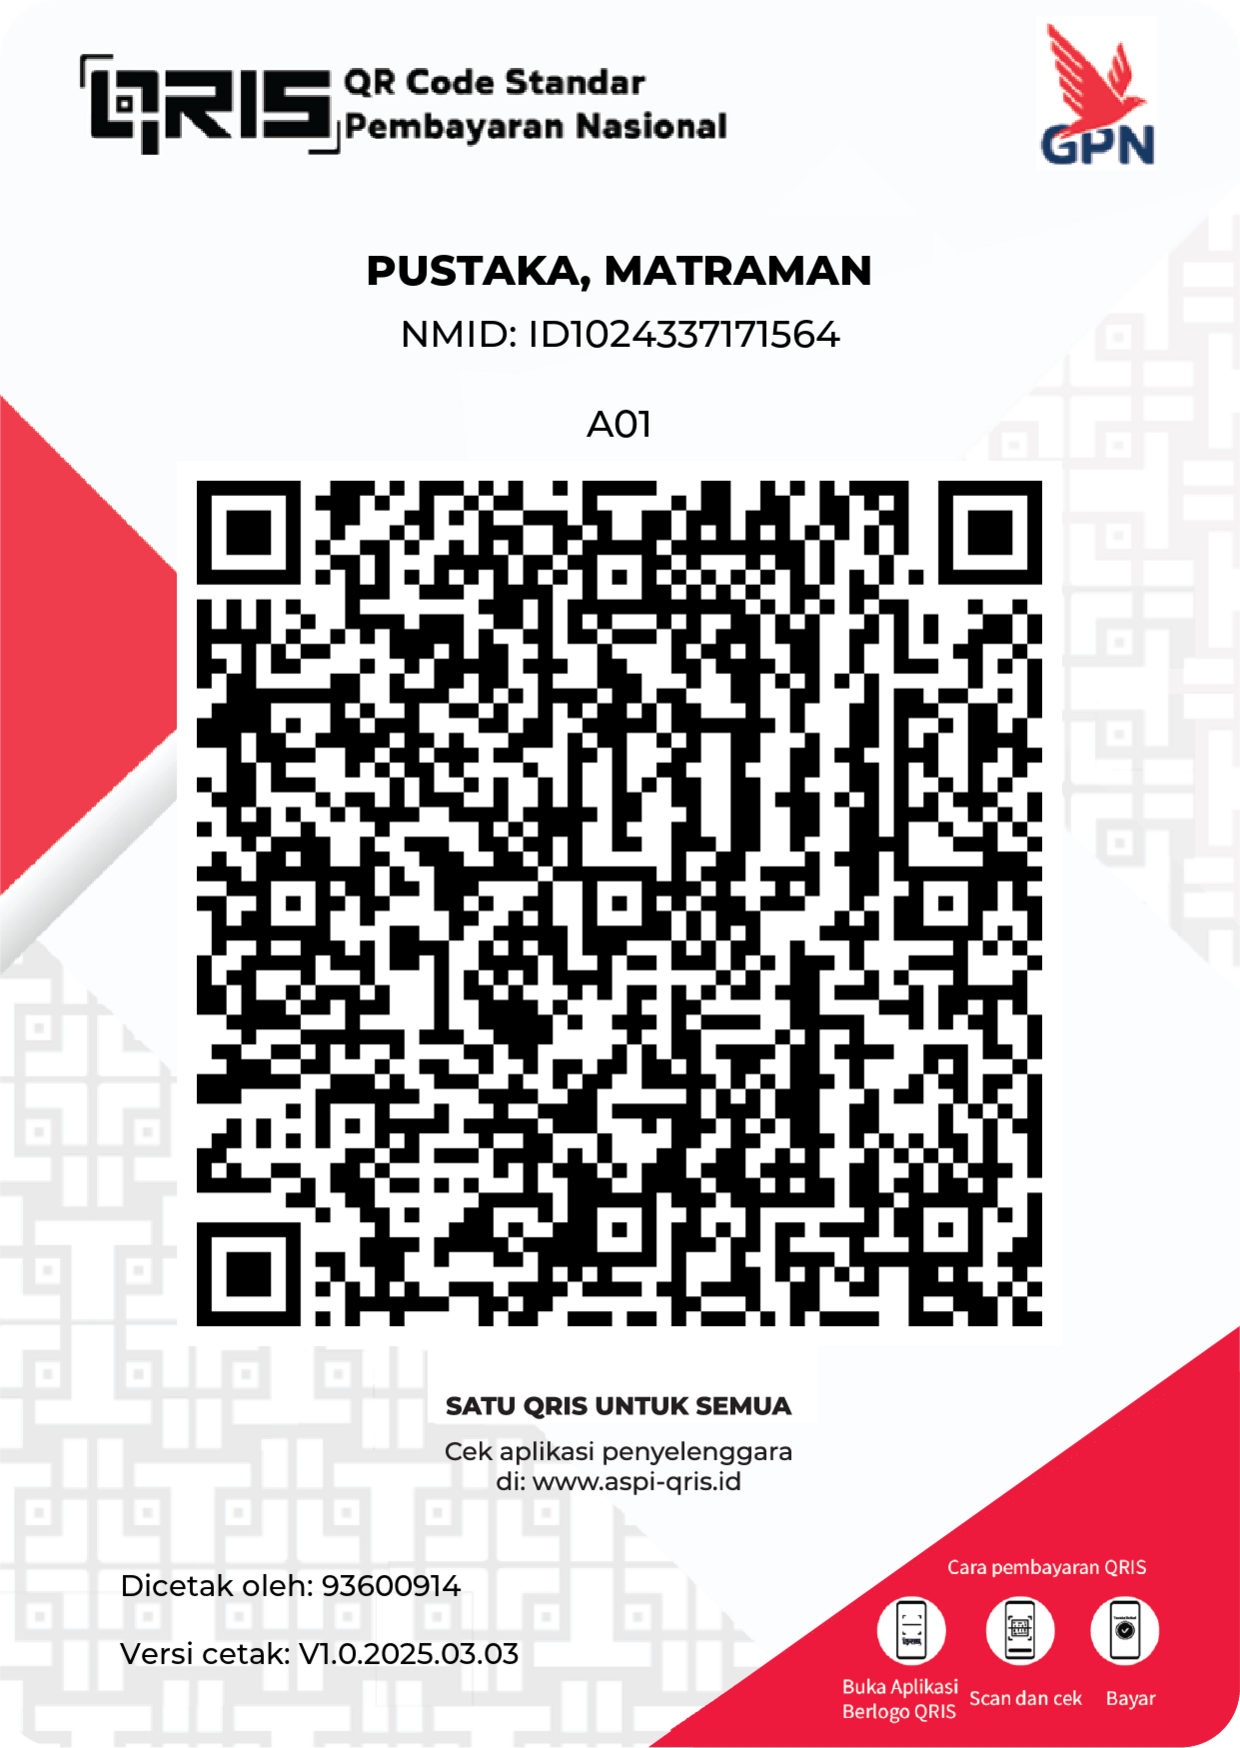 QRIS QR Code Standar
Pembayaran Nasional
GPN
PUSTAKA, MATRAMAN
NMID: ID1024337171564
A01
SATU QRIS UNTUK SEMUA
Cek aplikasi penyelenggara
di: www.aspi-qris.id
Dicetak oleh: 93600914
Versi cetak: V1.0.2025.03.03
Cara pembayaran QRIS
Buka Aplikasi
Berlogo QRIS
Scan dan cek
Bayar